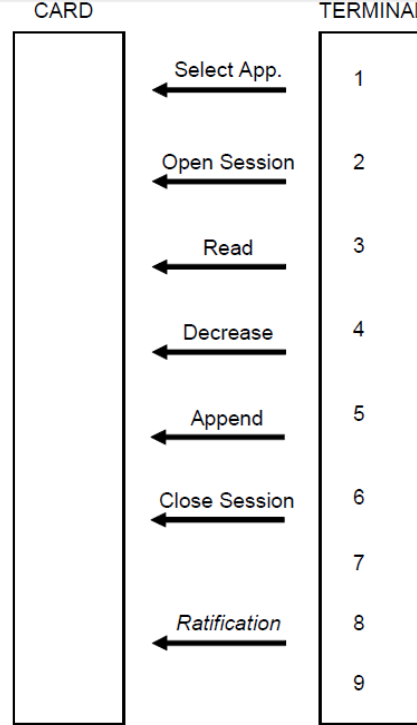 CARD TERMINAL
Select App. 1
Open Session 2
Read 3
Decrease 4
Append 5
Close Session 6
7
Ratification 8
9